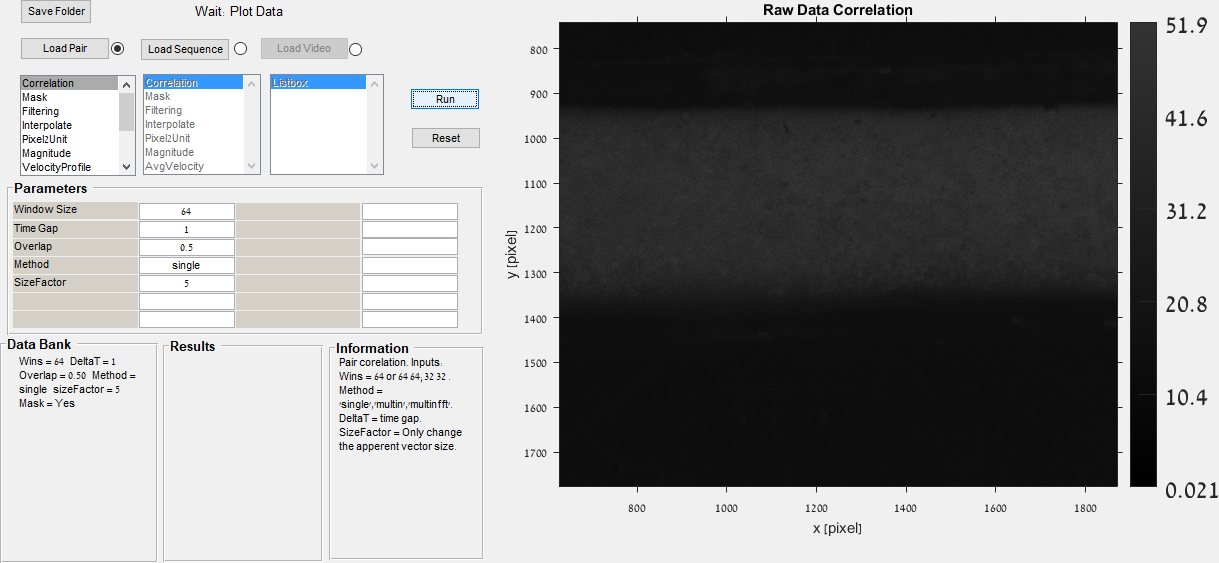 Save Folder
Wait: Plot Data
Load Pair
Load Sequence
Load Video
Correlation
Mask
Filtering
Interpolate
Pixel2Unit
Magnitude
VelocityProfile
Correlation
Mask
Filtering
Interpolate
Pixel2Unit
Magnitude
AvgVelocity
Listbox
Run
Reset
Parameters
Window Size 64
Time Gap 1
Overlap 0.5
Method single
SizeFactor 5
Data Bank
Wins = 64 DeltaT = 1
Overlap = 0.50 Method =
single sizeFactor = 5
Mask = Yes
Results
Information
Pair corelation. Inputs:
Wins = 64 or 64 64, 32 32 .
Method =
'single','multin','multinfft'.
DeltaT = time gap.
SizeFactor = Only change
the apperent vector size.
Raw Data Correlation
y [pixel]
800
900
1000
1100
1200
1300
1400
1500
1600
1700
800 1000 1200 1400 1600 1800
x [pixel]
51.9
41.6
31.2
20.8
10.4
0.021